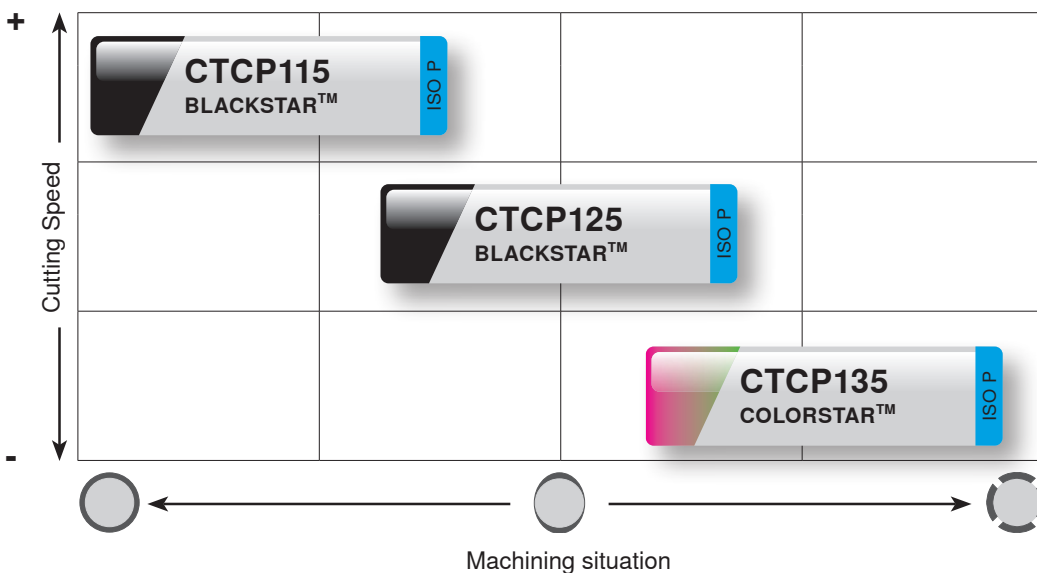 +
CTCP115
BLACKSTAR™
ISO P
Cutting Speed
CTCP125
BLACKSTAR™
ISO P
CTCP135
COLORSTAR™
ISO P
-
Machining situation